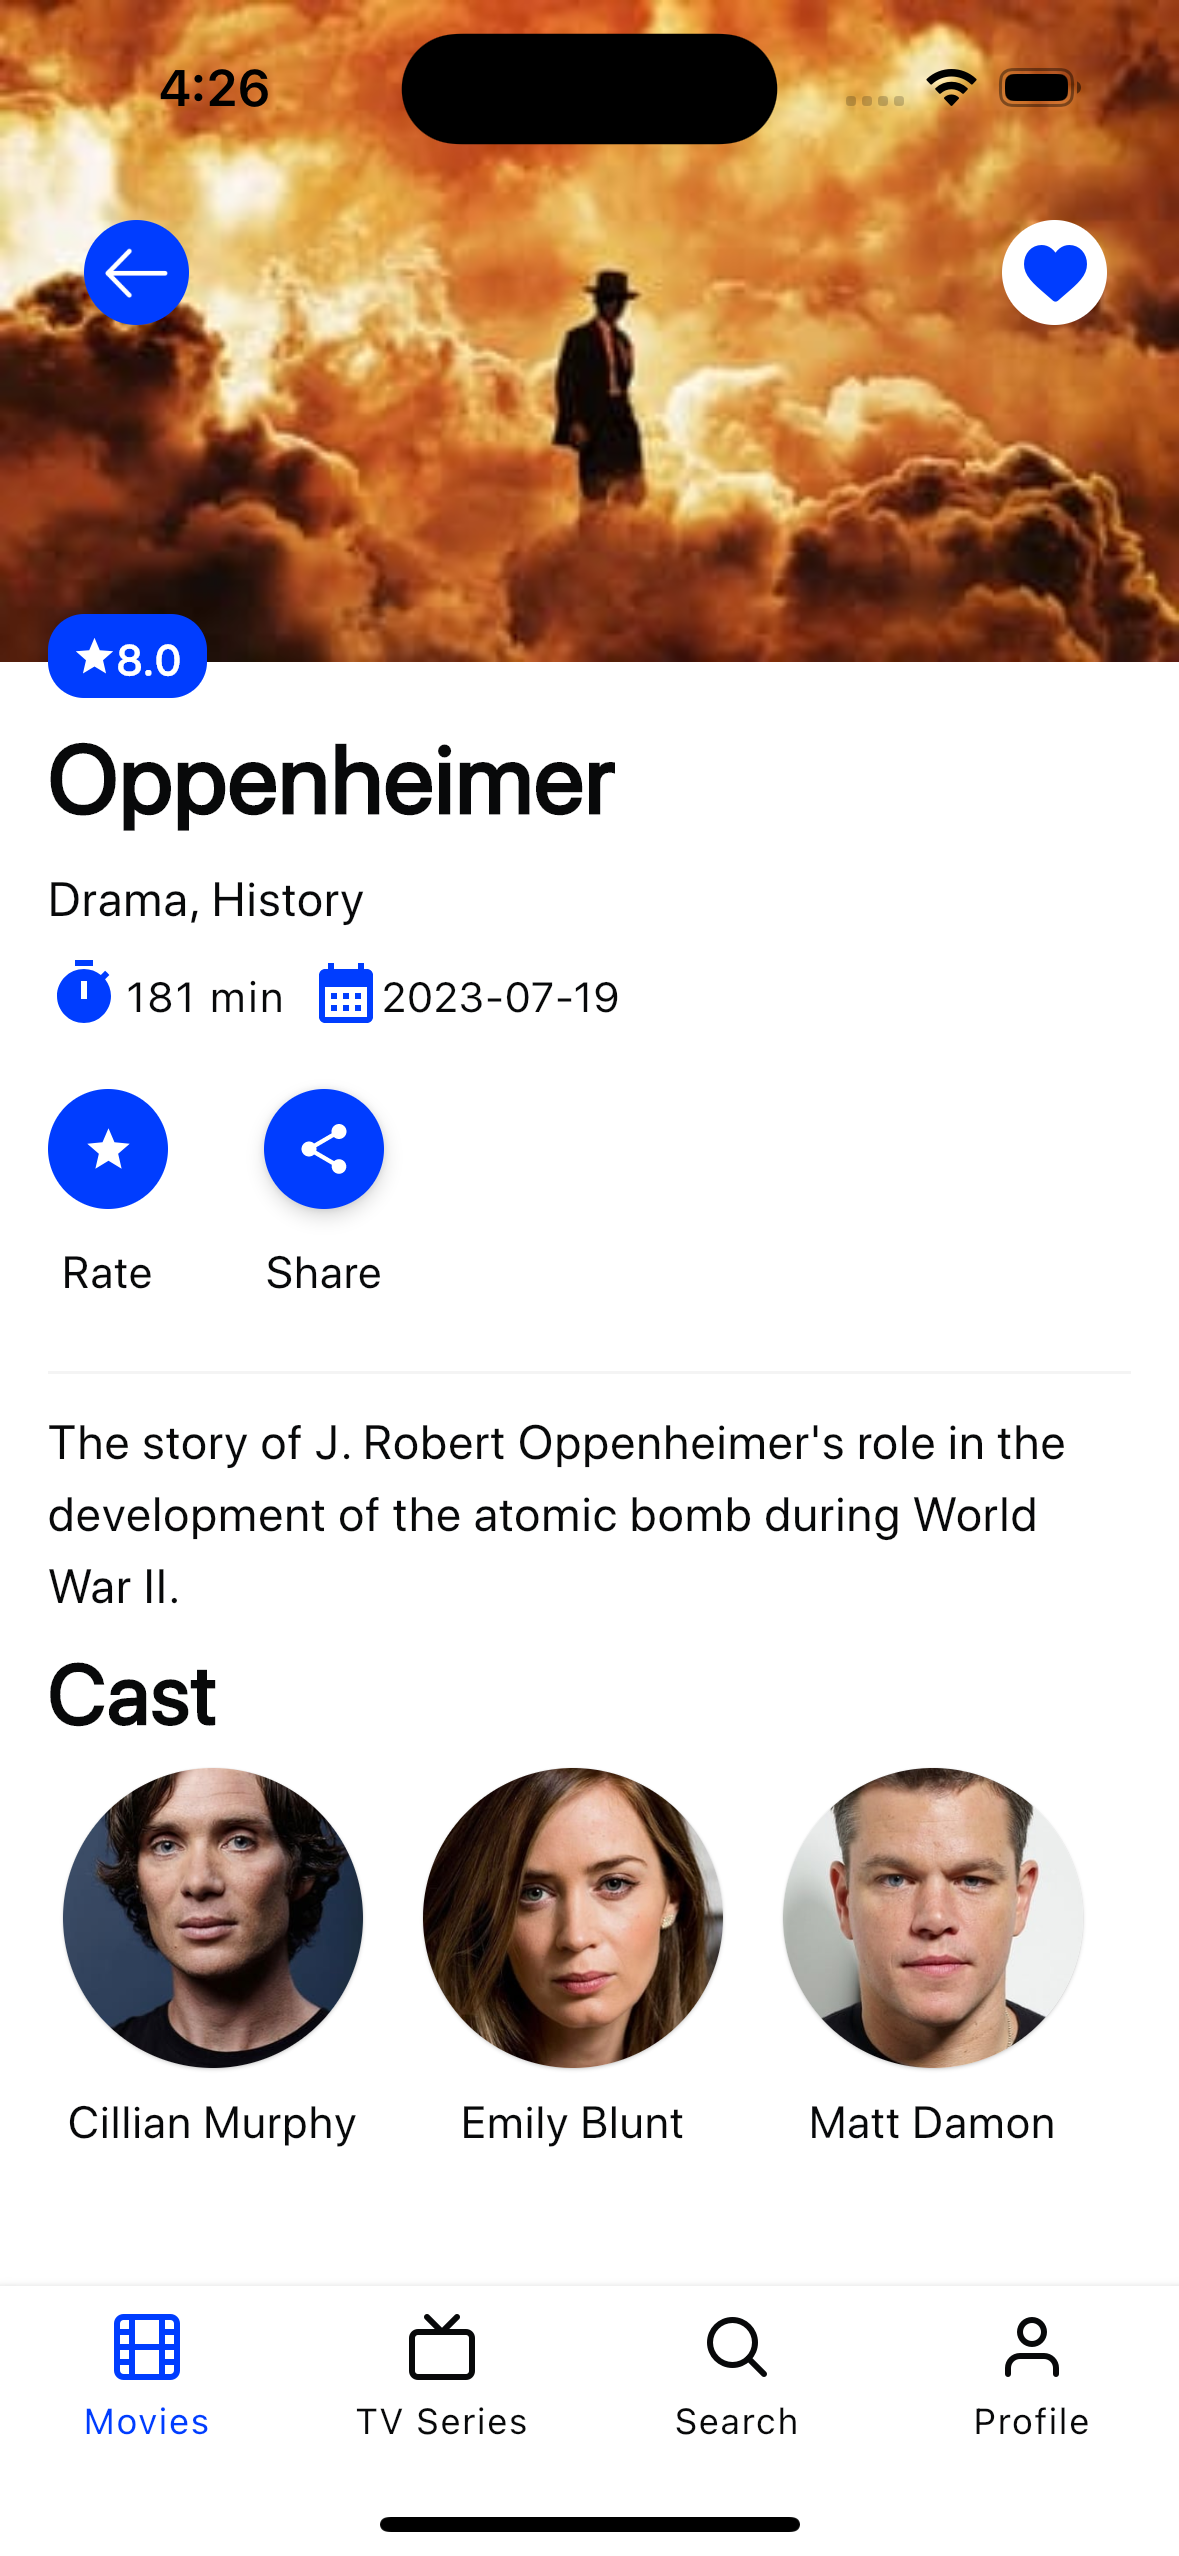 4:26
8.0
Oppenheimer
Drama, History
181 min 2023-07-19
Rate Share
The story of J. Robert Oppenheimer's role in the
development of the atomic bomb during World
War II.
Cast
Cillian Murphy Emily Blunt Matt Damon
Movies TV Series Search Profile